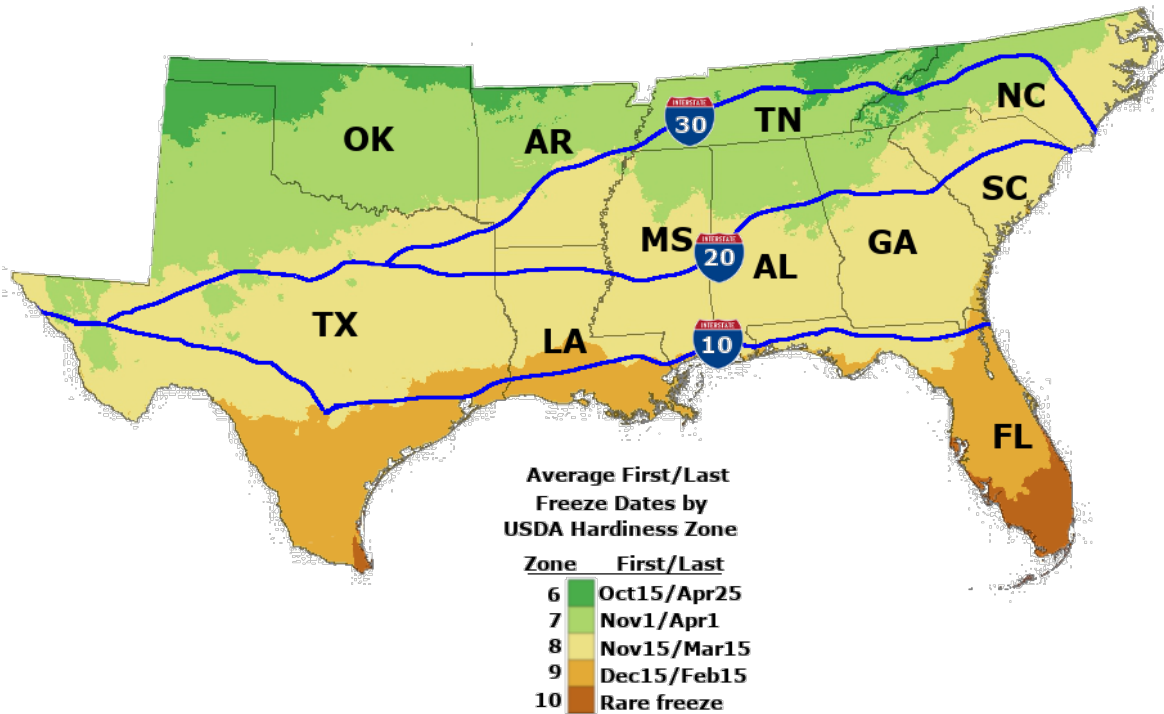 NC
INTERSTATE
30
TN
OK
AR
SC
MS
INTERSTATE
20
GA
AL
TX
LA
INTERSTATE
10
FL
Average First/Last
Freeze Dates by
USDA Hardiness Zone
Zone First/Last
6 Oct15/Apr25
7 Nov1/Apr1
8 Nov15/Mar15
9 Dec15/Feb15
10 Rare freeze